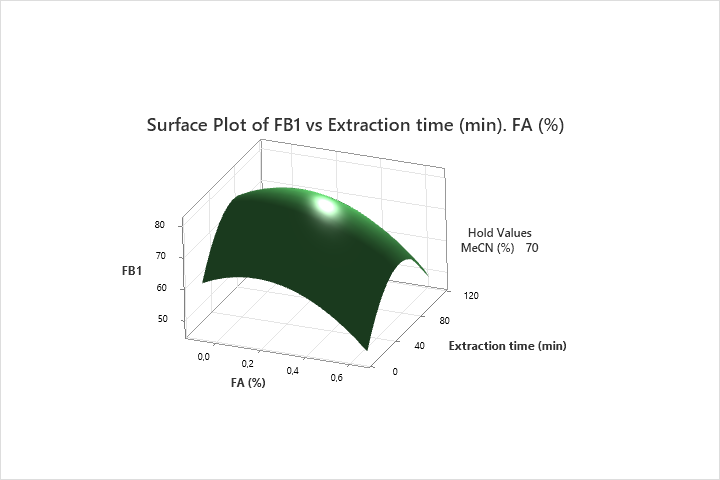 Surface Plot of FB1 vs Extraction time (min). FA (%)
Hold Values
MeCN (%) 70
80
70
60
50
FB1
0,0
0,2
0,4
0,6
FA (%)
0
40
80
120
Extraction time (min)